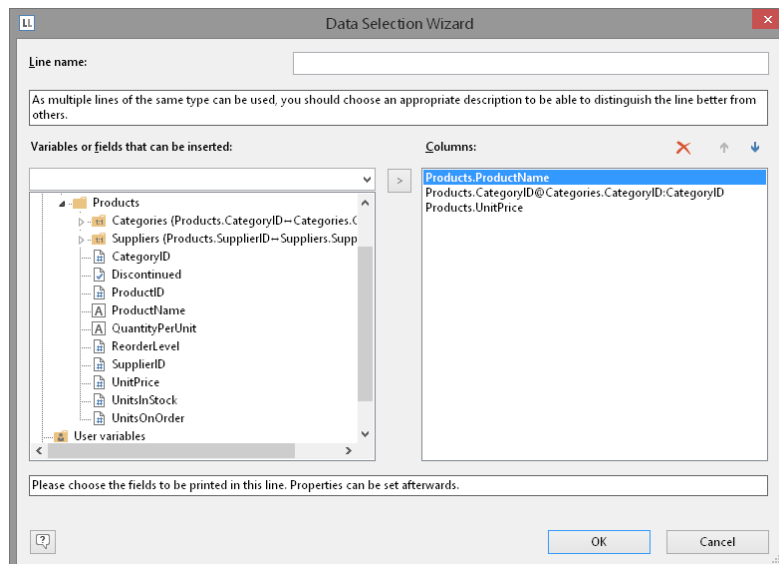 LL
Data Selection Wizard
Line name:
As multiple lines of the same type can be used, you should choose an appropriate description to be able to distinguish the line better from
others.
Variables or fields that can be inserted:
Columns:
>
Products.ProductName
Products.CategoryID@Categories.CategoryID:CategoryID
Products.UnitPrice
Products
Categories (Products.CategoryID↔Categories.C
Suppliers (Products.SupplierID↔Suppliers.Supp
CategoryID
Discontinued
ProductID
A ProductName
A QuantityPerUnit
ReorderLevel
SupplierID
UnitPrice
UnitsInStock
UnitsOnOrder
User variables
Please choose the fields to be printed in this line. Properties can be set afterwards.
?
OK
Cancel